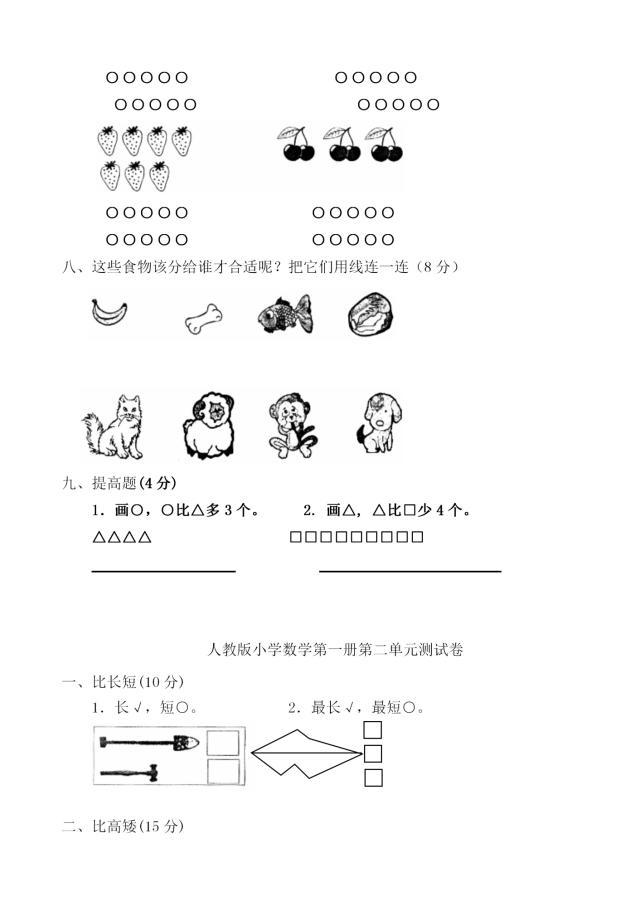 ○○○○○ ○○○○○
○○○○○ ○○○○○
○○○○○ ○○○○○
○○○○○ ○○○○○
八、这些食物该分给谁才合适呢？把它们用线连一连（8 分）
九、提高题(4 分)
1．画○，○比△多 3 个。 2. 画△, △比□少 4 个。
△△△△ □□□□□□□□□
人教版小学数学第一册第二单元测试卷
一、比长短(10 分)
1．长√，短○。 2．最长√，最短○。
二、比高矮(15 分)